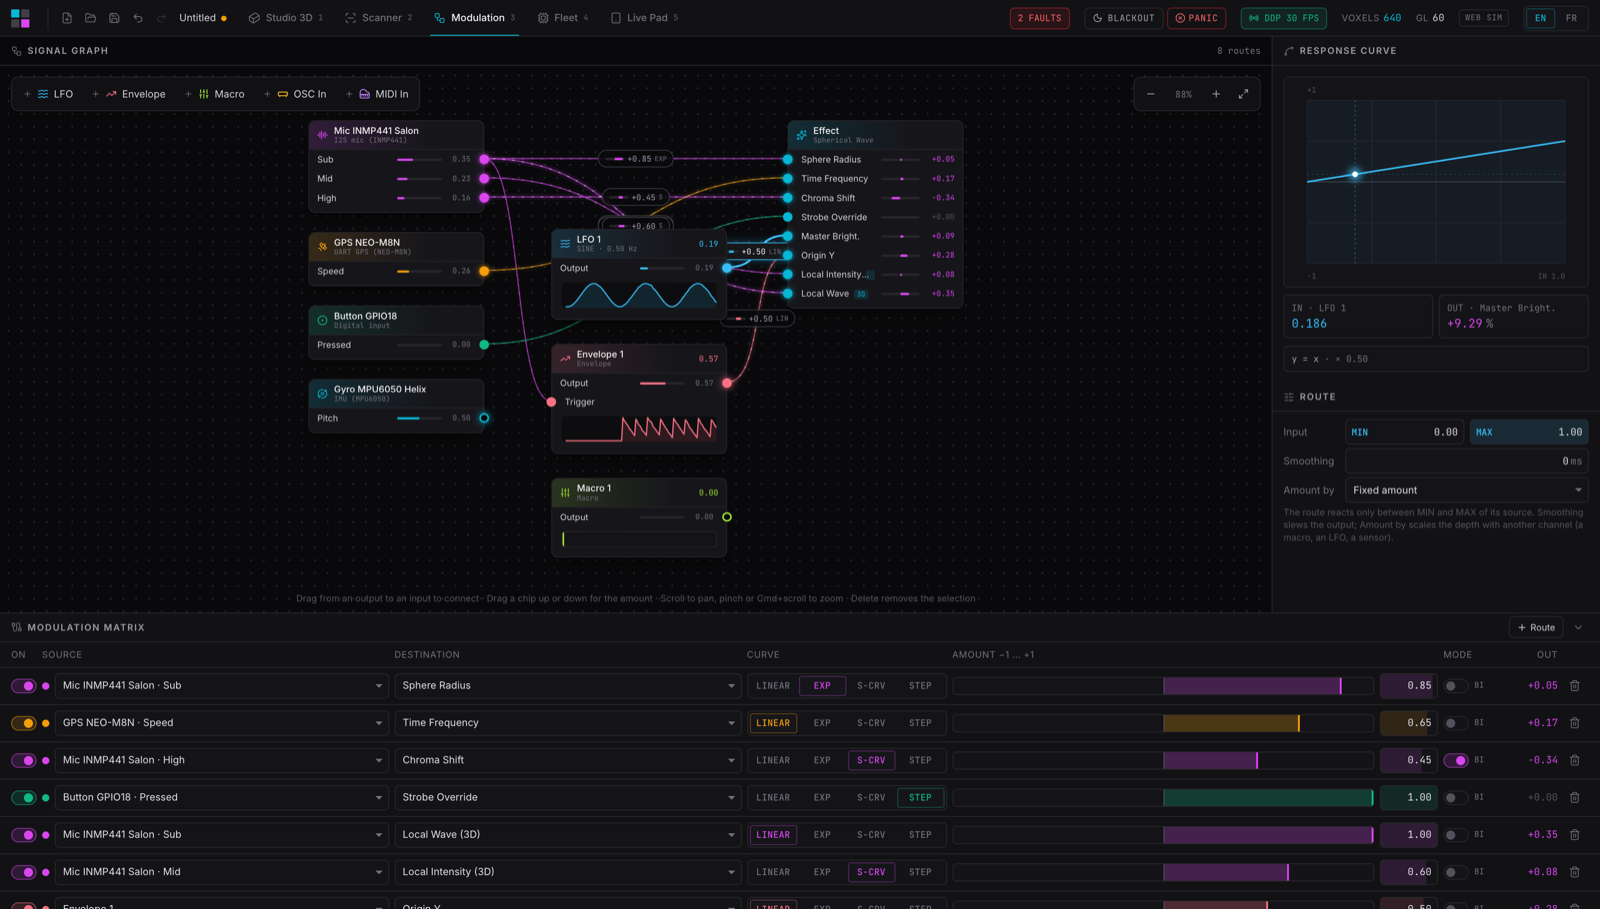 Untitled
Studio 3D 1
Scanner 2
Modulation 3
Fleet 4
Live Pad 5
2 FAULTS
BLACKOUT
PANIC
DDP 30 FPS
VOXELS 640
GL 60
WEB SIM
EN
FR
SIGNAL GRAPH
8 routes
+ LFO
+ Envelope
+ Macro
+ OSC In
+ MIDI In
− 88% +
Mic INMP441 Salon
I2S mic (INMP441)
Sub 0.35
Mid 0.23
High 0.16
GPS NEO-M8N
UART GPS (NEO-M8N)
Speed 0.26
Button GPIO18
Digital input
Pressed 0.00
Gyro MPU6050 Helix
IMU (MPU6050)
Pitch 0.50
+0.85 EXP
+0.45 S
+0.60 S
+0.50 LIN
+0.50 LIN
LFO 1 0.19
SINE · 0.50 Hz
Output 0.19
Envelope 1 0.57
Envelope
Output 0.57
Trigger
Macro 1 0.00
Macro
Output 0.00
Effect
Spherical Wave
Sphere Radius +0.05
Time Frequency +0.17
Chroma Shift -0.34
Strobe Override +0.00
Master Bright. +0.09
Origin Y +0.28
Local Intensity… +0.08
Local Wave 3D +0.35
Drag from an output to an input to connect · Drag a chip up or down for the amount · Scroll to pan, pinch or Cmd+scroll to zoom · Delete removes the selection
RESPONSE CURVE
+1
-1
IN 1.0
IN · LFO 1
0.186
OUT · Master Bright.
+9.29 %
y = x · × 0.50
ROUTE
Input MIN 0.00 MAX 1.00
Smoothing 0 ms
Amount by Fixed amount
The route reacts only between MIN and MAX of its source. Smoothing
slews the output; Amount by scales the depth with another channel (a
macro, an LFO, a sensor).
MODULATION MATRIX
+ Route
ON SOURCE DESTINATION CURVE AMOUNT −1 … +1 MODE OUT
Mic INMP441 Salon · Sub Sphere Radius LINEAR EXP S-CRV STEP 0.85 BI +0.05
GPS NEO-M8N · Speed Time Frequency LINEAR EXP S-CRV STEP 0.65 BI +0.17
Mic INMP441 Salon · High Chroma Shift LINEAR EXP S-CRV STEP 0.45 BI -0.34
Button GPIO18 · Pressed Strobe Override LINEAR EXP S-CRV STEP 1.00 BI +0.00
Mic INMP441 Salon · Sub Local Wave (3D) LINEAR EXP S-CRV STEP 1.00 BI +0.35
Mic INMP441 Salon · Mid Local Intensity (3D) LINEAR EXP S-CRV STEP 0.60 BI +0.08
Envelope 1 Origin Y LINEAR EXP S-CRV STEP 0.50 BI +0.28